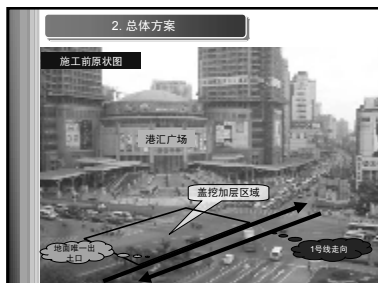 2. 总体方案
施工前原状图
港汇广场
盖挖加层区域
地面唯一出
土口
1号线走向